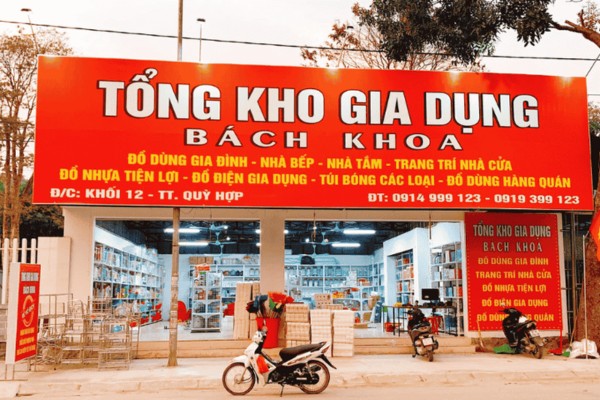 TỔNG KHO GIA DỤNG
BÁCH KHOA
ĐỒ DÙNG GIA ĐÌNH - NHÀ BẾP - NHÀ TẮM - TRANG TRÍ NHÀ CỬA
ĐỒ NHỰA TIỆN LỢI - ĐỒ ĐIỆN GIA DỤNG - TÚI BÓNG CÁC LOẠI - ĐỒ DÙNG HÀNG QUÁN
Đ/C: KHỐI 12 - TT. QUỲ HỢP
ĐT: 0914 999 123 - 0919 399 123
TỔNG KHO GIA DỤNG
BÁCH KHOA
ĐỒ DÙNG GIA ĐÌNH
TRANG TRÍ NHÀ CỬA
ĐỒ NHỰA TIỆN LỢI
ĐỒ ĐIỆN GIA DỤNG
ĐỒ DÙNG HÀNG QUÁN